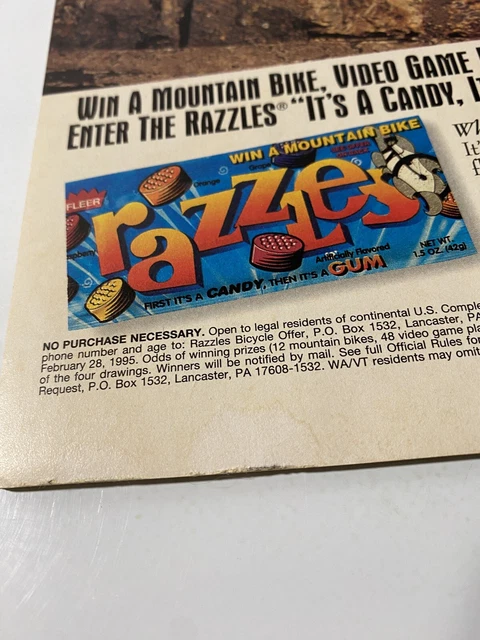 WIN A MOUNTAIN BIKE, VIDEO GAME
ENTER THE RAZZLES® "IT'S A CANDY,
It's
WIN A MOUNTAIN BIKE
FLEER
Orange
razzles
Artificially Flavored
NET WT.
1.5 OZ. (42g)
FIRST IT'S A CANDY, THEN IT'S A GUM
NO PURCHASE NECESSARY. Open to legal residents of continental U.S.
phone number and age to: Razzles Bicycle Offer, P.O. Box 1532, Lancaster, PA
February 28, 1995. Odds of winning prizes (12 mountain bikes, 48 video game
of the four drawings. Winners will be notified by mail. See full Official Rules for
Request, P.O. Box 1532, Lancaster, PA 17608-1532. WA/VT residents may omit